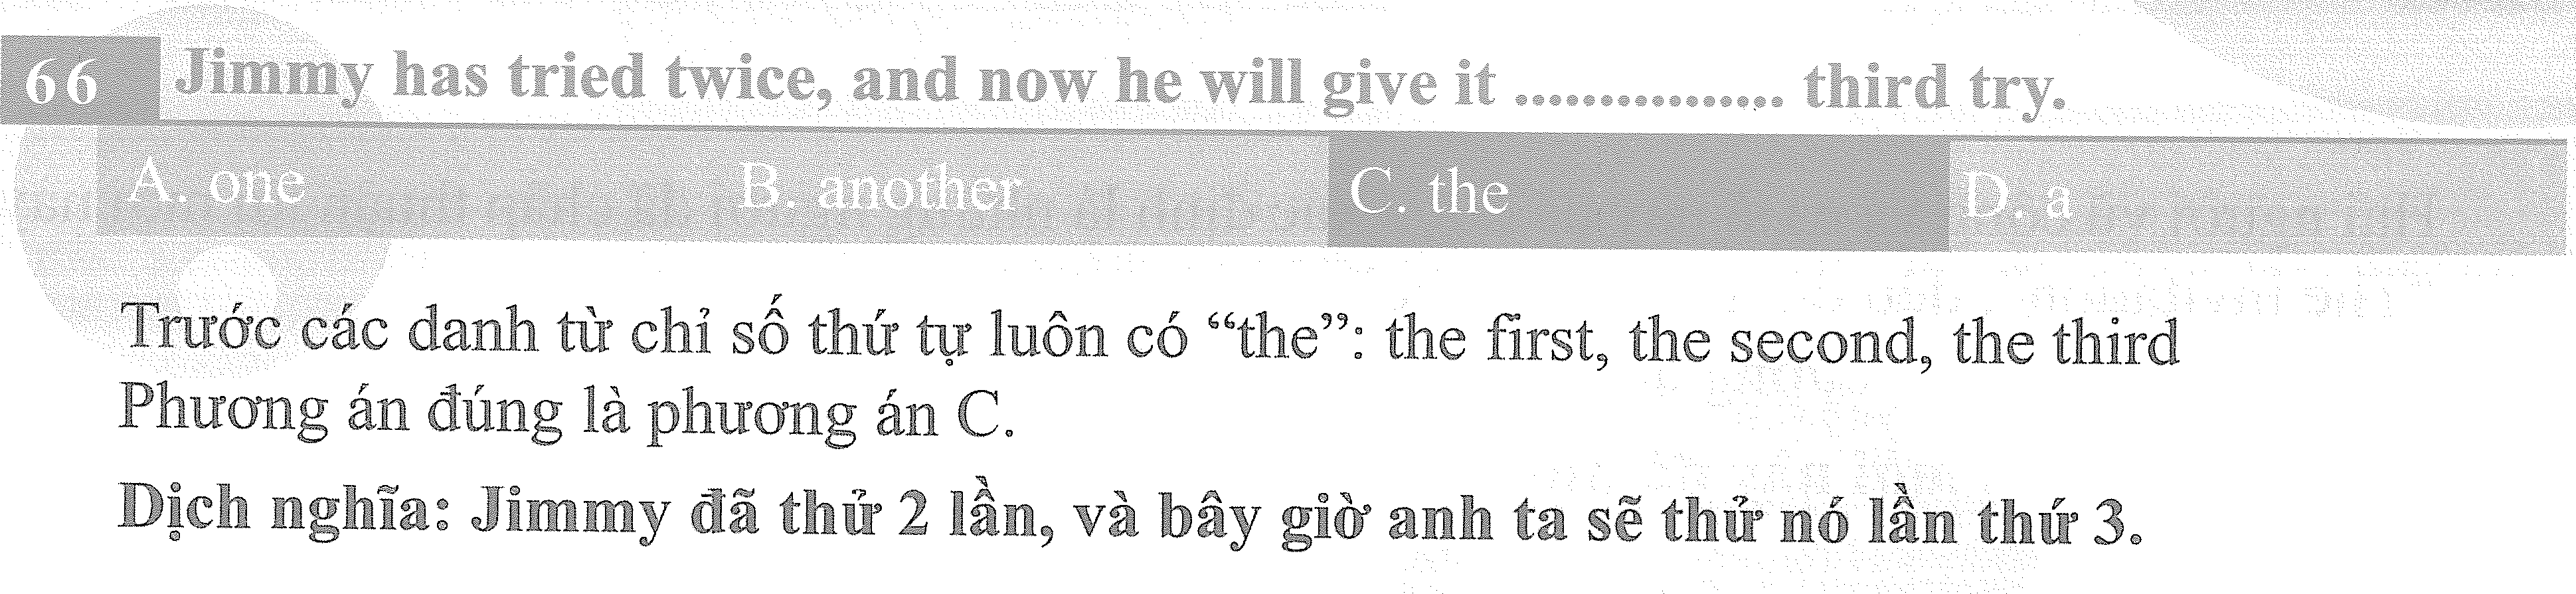 66 Jimmy has tried twice, and now he will give it ............... third try.
A. one B. another C. the D. a
Trước các danh từ chỉ số thứ tự luôn có “the”: the first, the second, the third
Phương án đúng là phương án C.
Dịch nghĩa: Jimmy đã thử 2 lần, và bây giờ anh ta sẽ thử nó lần thứ 3.